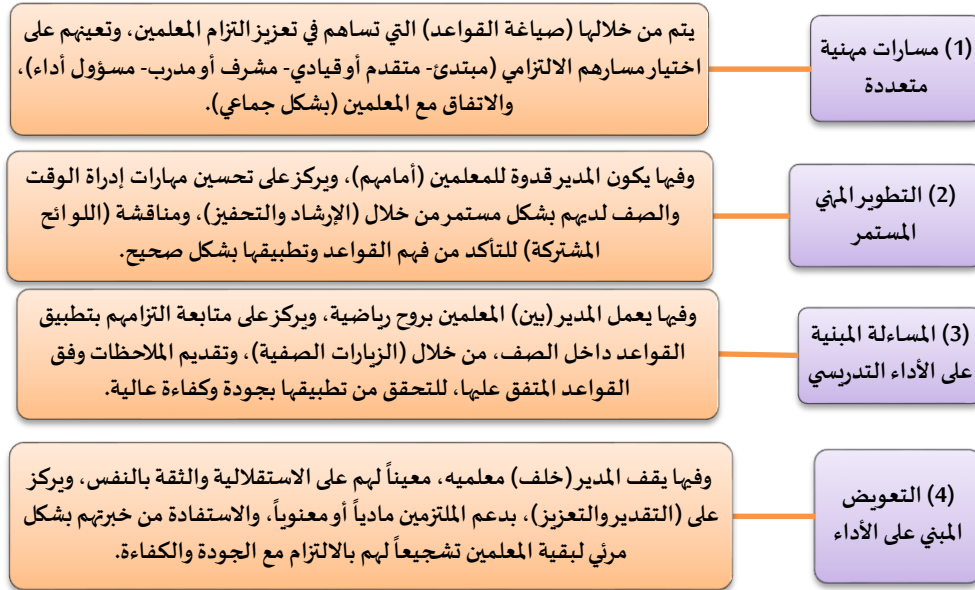 (1) مسارات مهنية
متعددة
يتم من خلالها (صياغة القواعد) التي تساهم في تعزيز التزام المعلمين، وتعينهم على
اختيار مسارهم الالتزامي (مبتدئ- متقدم أو قيادي- مشرف أو مدرب- مسؤول أداء)،
والاتفاق مع المعلمين (بشكل جماعي).
(2) التطوير المهني
المستمر
وفيها يكون المدير قدوة للمعلمين (أمامهم)، ويركز على تحسين مهارات إدراة الوقت
والصف لديهم بشكل مستمر من خلال (الإرشاد والتحفيز)، ومناقشة (اللوائح
المشتركة) للتأكد من فهم القواعد وتطبيقها بشكل صحيح.
(3) المساءلة المبنية
على الأداء التدريسي
وفيها يعمل المدير (بين) المعلمين بروح رياضية، ويركز على متابعة التزامهم بتطبيق
القواعد داخل الصف، من خلال (الزيارات الصفية)، وتقديم الملاحظات وفق
القواعد المتفق عليها، للتحقق من تطبيقها بجودة وكفاءة عالية.
(4) التعويض
المبني على الأداء
وفيها يقف المدير (خلف) معلميه، معيناً لهم على الاستقلالية والثقة بالنفس، ويركز
على (التقدير والتعزيز)، بدعم الملتزمين مادياً أو معنوياً، والاستفادة من خبرتهم بشكل
مرئي لبقية المعلمين تشجيعاً لهم بالالتزام مع الجودة والكفاءة.